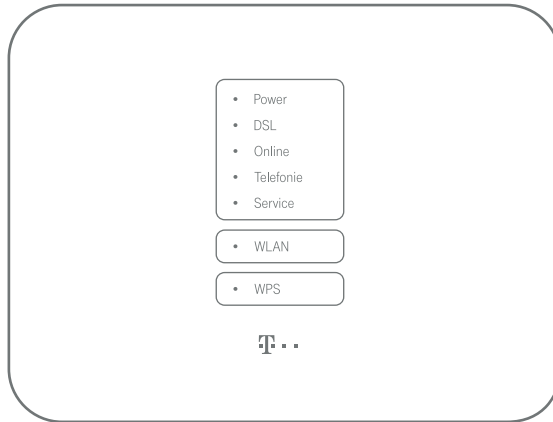 • Power
• DSL
• Online
• Telefonie
• Service
• WLAN
• WPS
T · ·